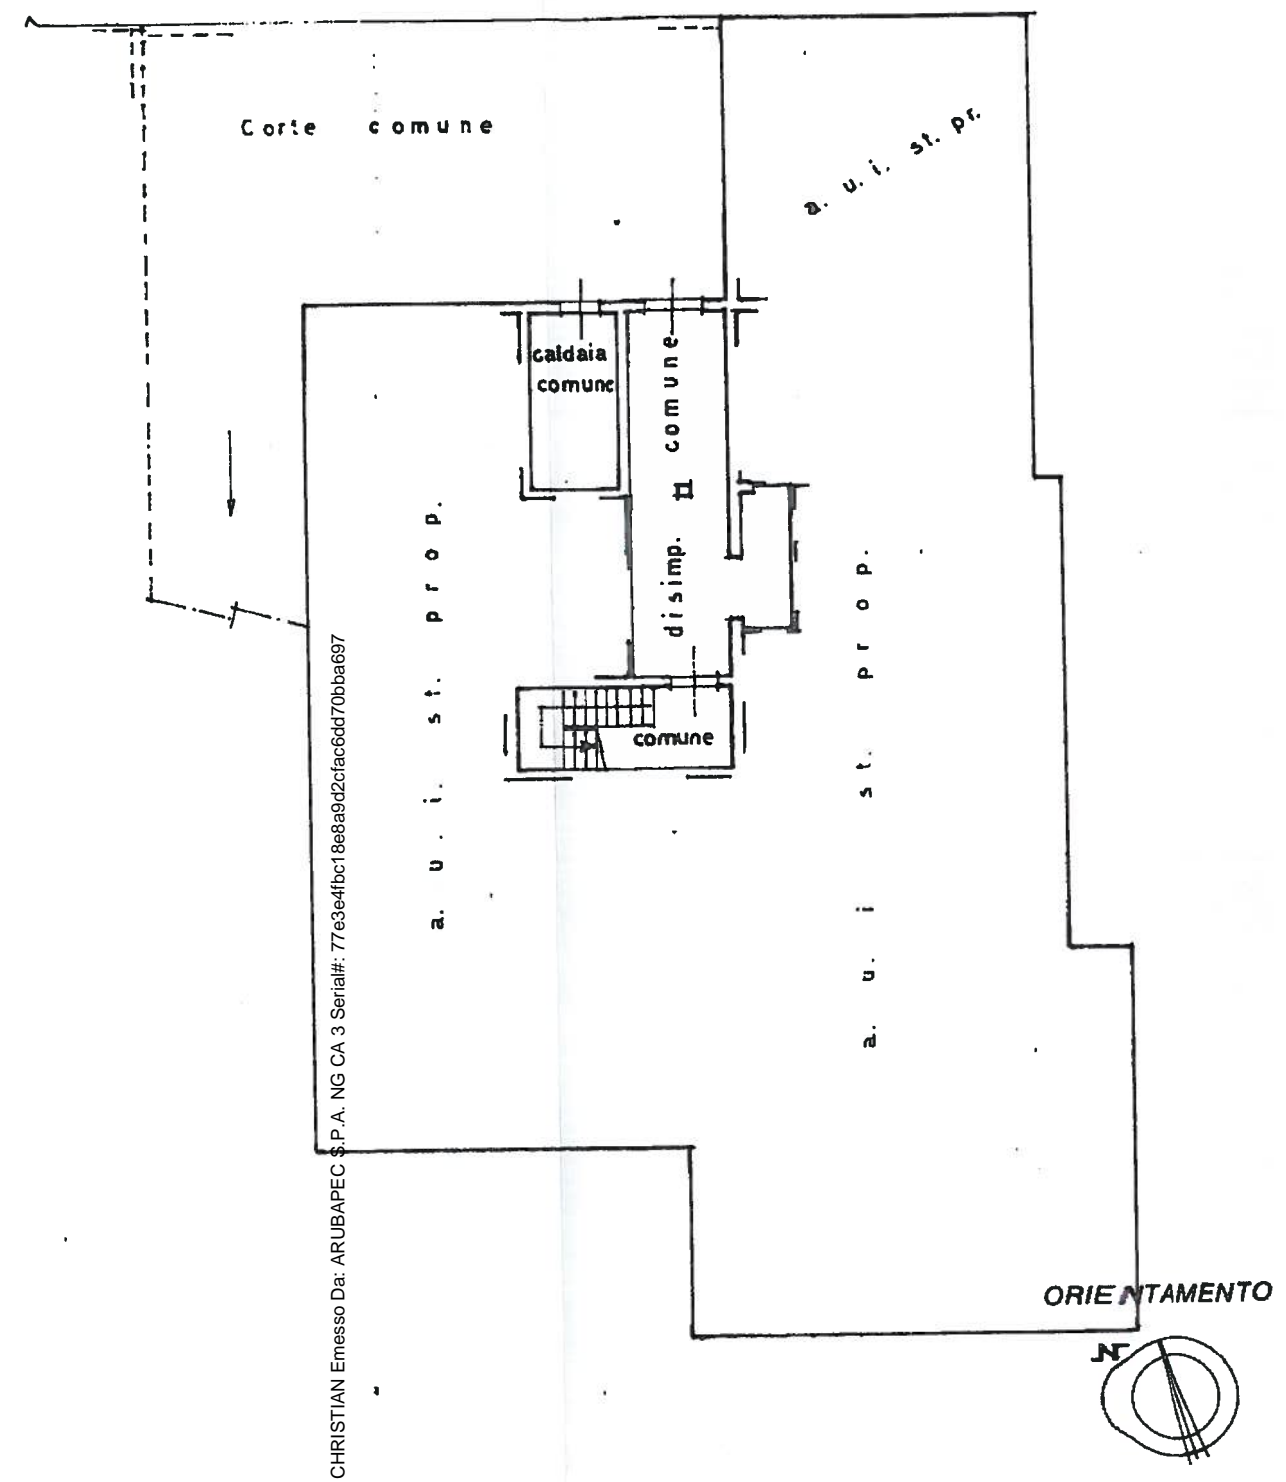 Corte comune
a. u. i. st. pr.
caldaia
comune
disimp. comune
a. u. i. st. prop.
comune
a. u. i st. prop.
CHRISTIAN Emesso Da: ARUBAPEC S.P.A. NG CA 3 Serial#: 77e3e4fbc18e8a9d2cfac6dd70bba697
ORIENTAMENTO
N